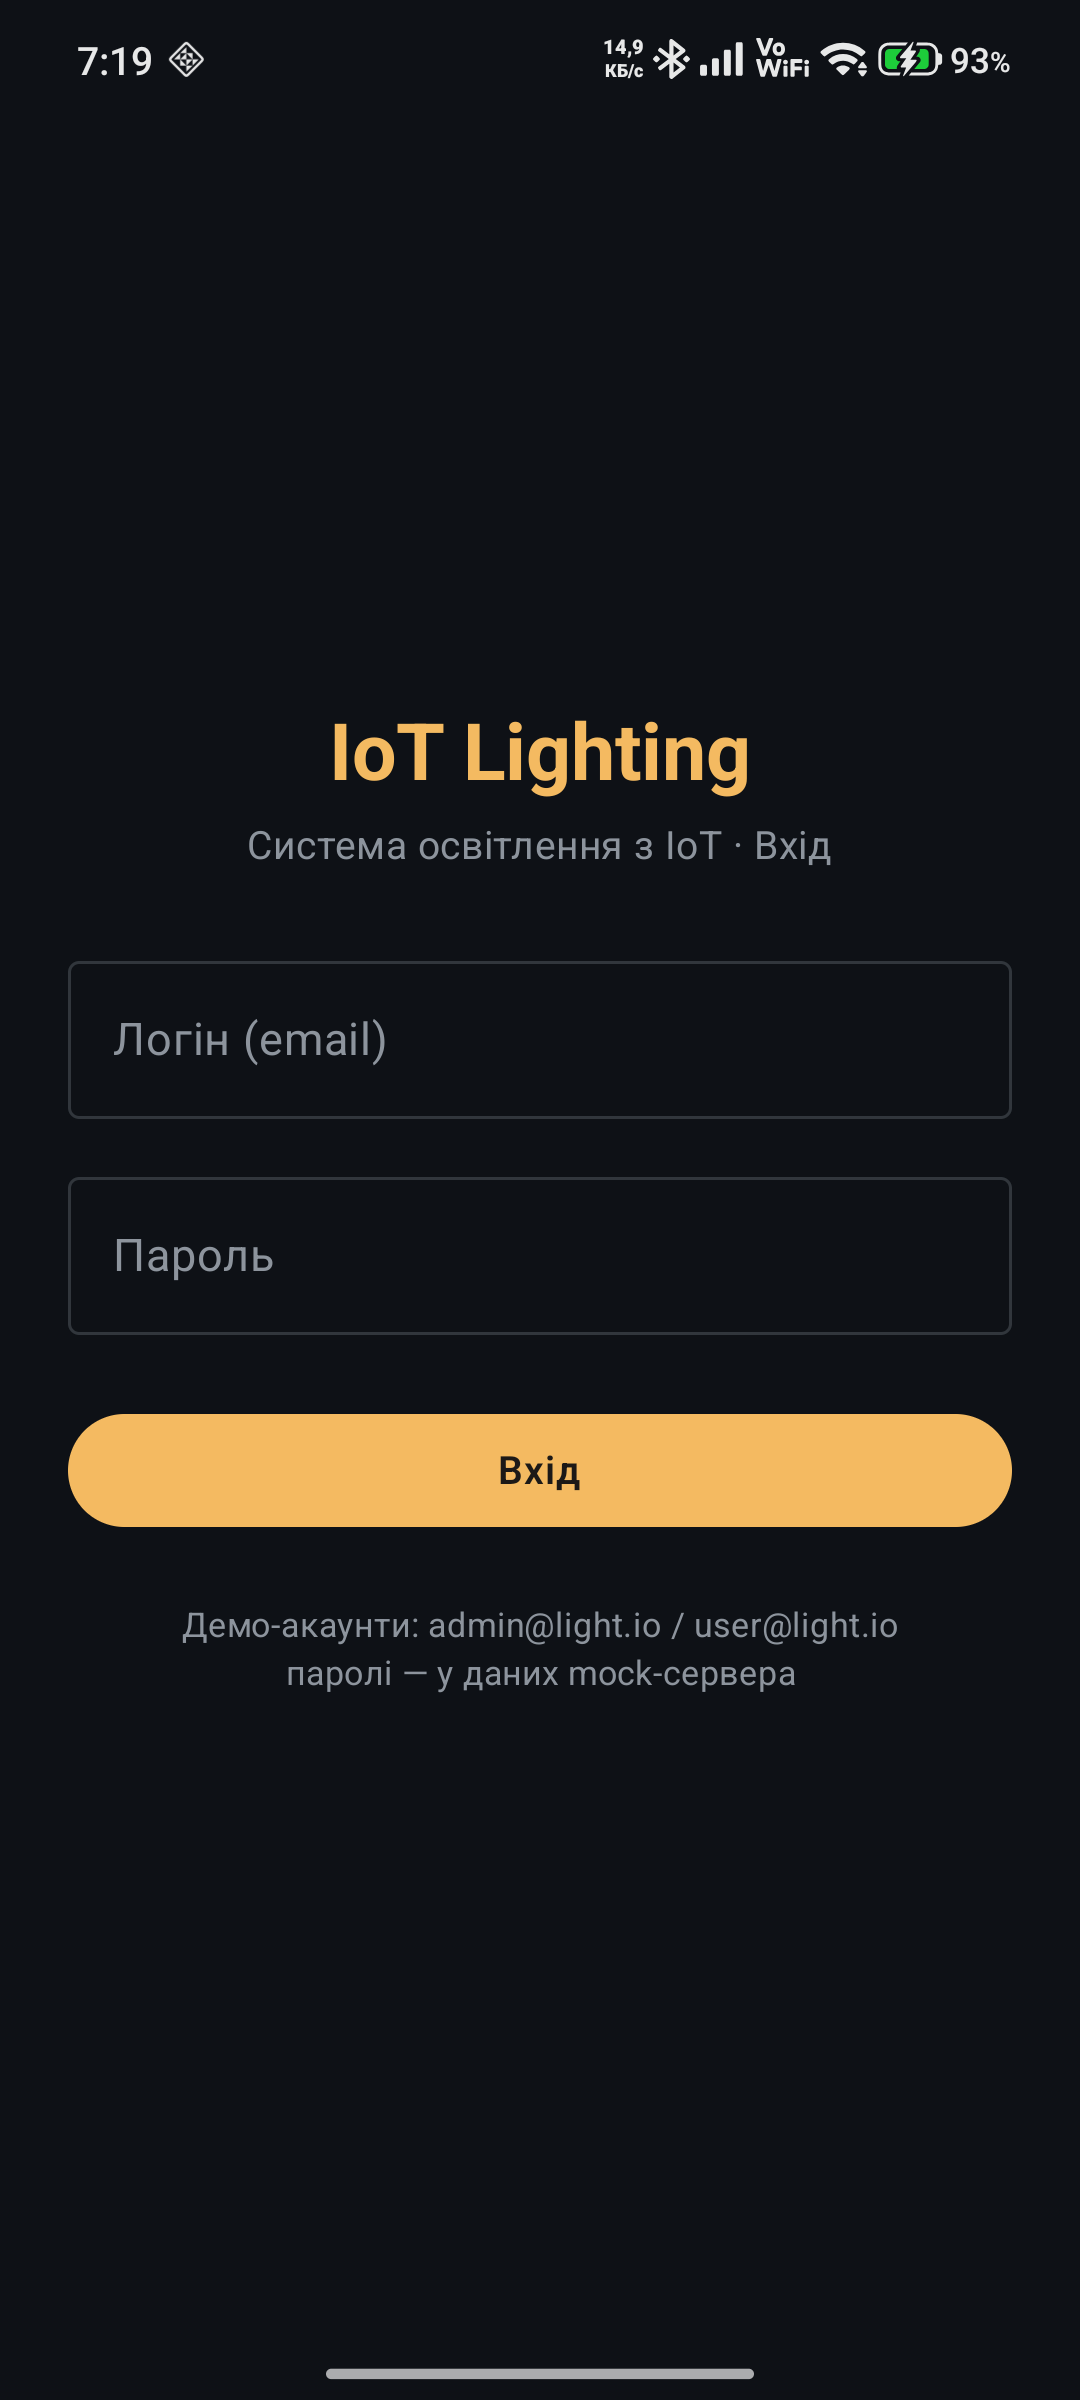 7:19
14,9
КБ/с
Vo
WiFi
93%
IoT Lighting
Система освітлення з IoT · Вхід
Логін (email)
Пароль
Вхід
Демо-акаунти: admin@light.io / user@light.io
паролі — у даних mock-сервера